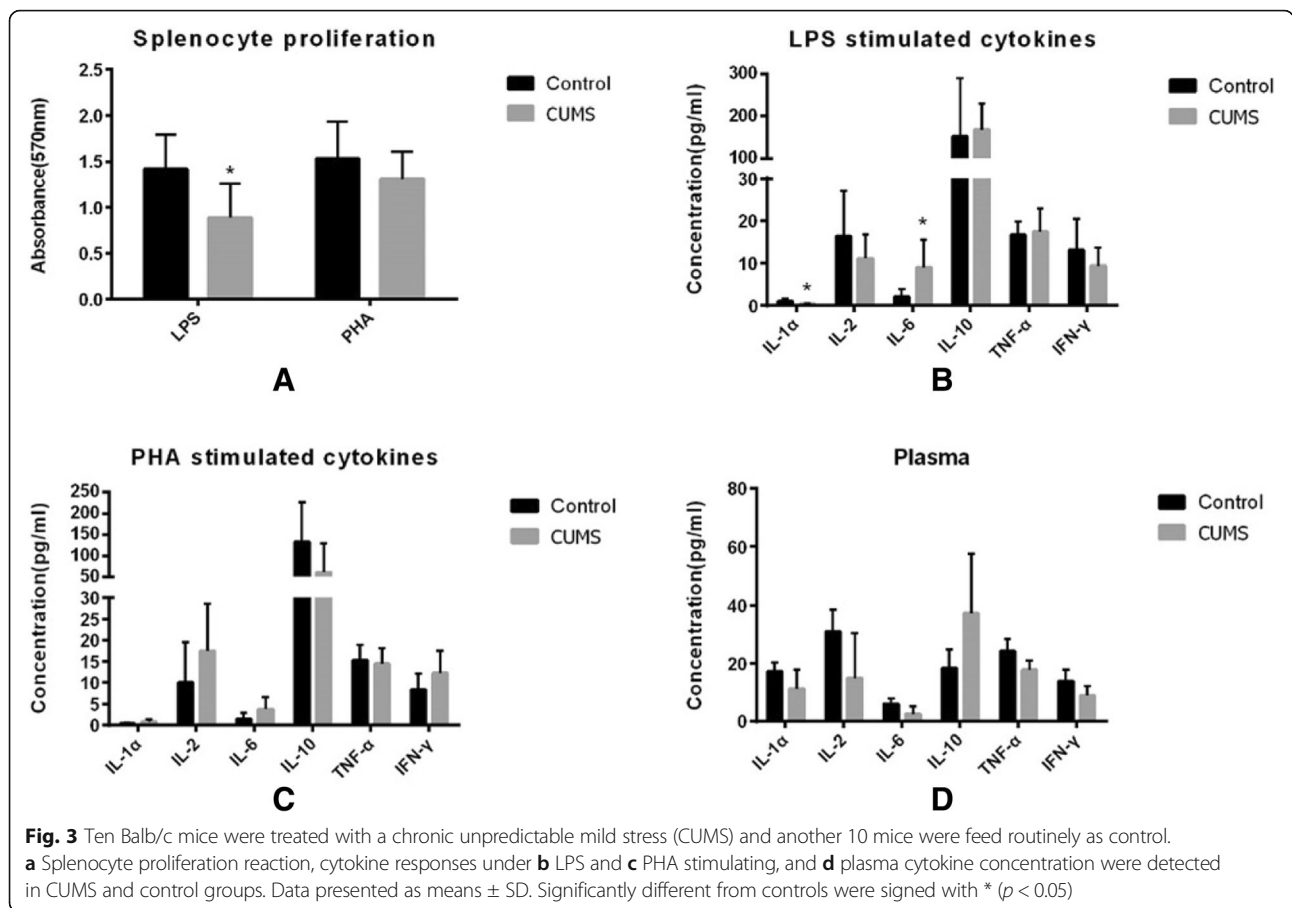 Splenocyte proliferation
2.5
2.0
1.5
1.0
0.5
0.0
Absorbance(570nm)
Control
CUMS
*
LPS
PHA
A
LPS stimulated cytokines
300
200
100
30
20
10
0
Concentration(pg/ml)
Control
CUMS
*
*
IL-1α
IL-2
IL-6
IL-10
TNF-α
IFN-γ
B
PHA stimulated cytokines
250
200
150
100
50
30
25
20
15
10
5
0
Concentration(pg/ml)
Control
CUMS
IL-1α
IL-2
IL-6
IL-10
TNF-α
IFN-γ
C
Plasma
80
60
40
20
0
Concentration(pg/ml)
Control
CUMS
IL-1α
IL-2
IL-6
IL-10
TNF-α
IFN-γ
D
Fig. 3 Ten Balb/c mice were treated with a chronic unpredictable mild stress (CUMS) and another 10 mice were feed routinely as control.
a Splenocyte proliferation reaction, cytokine responses under b LPS and c PHA stimulating, and d plasma cytokine concentration were detected
in CUMS and control groups. Data presented as means ± SD. Significantly different from controls were signed with * (p < 0.05)